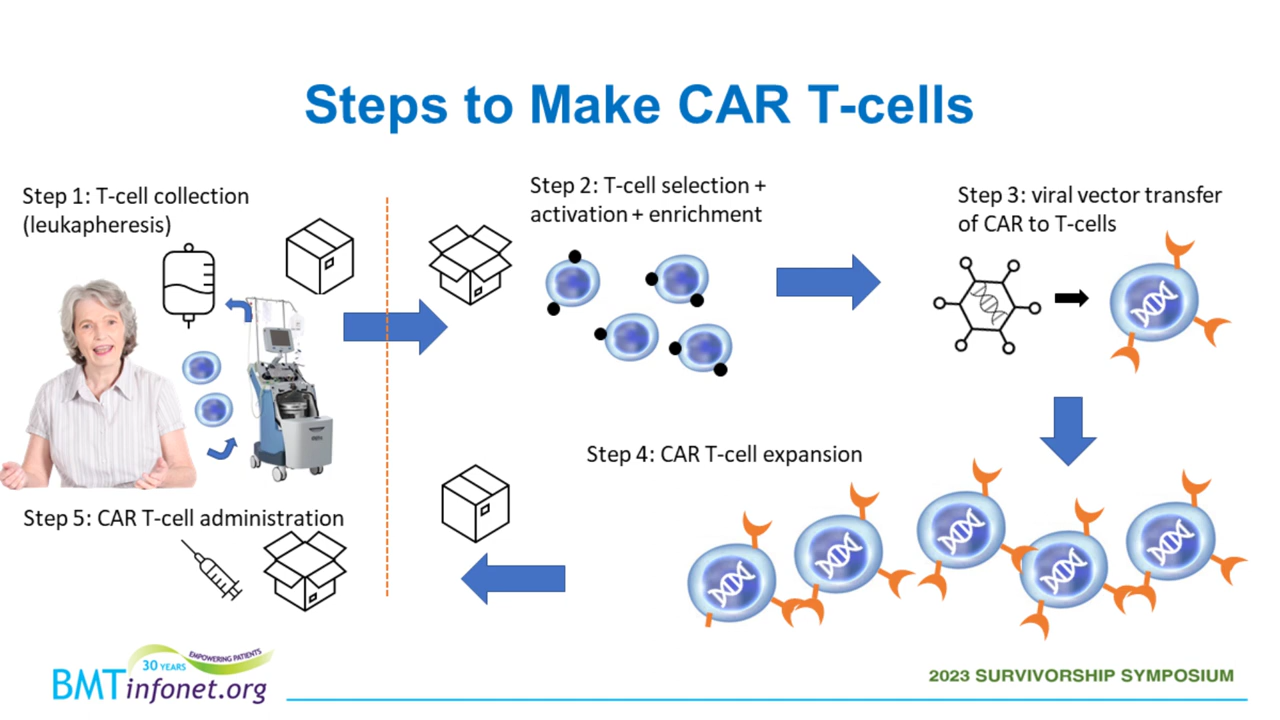 Steps to Make CAR T-cells
Step 1: T-cell collection
(leukapheresis)
Step 2: T-cell selection +
activation + enrichment
Step 3: viral vector transfer
of CAR to T-cells
Step 4: CAR T-cell expansion
Step 5: CAR T-cell administration
30 YEARS
EMPOWERING PATIENTS
BMTinfonet.org
2023 SURVIVORSHIP SYMPOSIUM